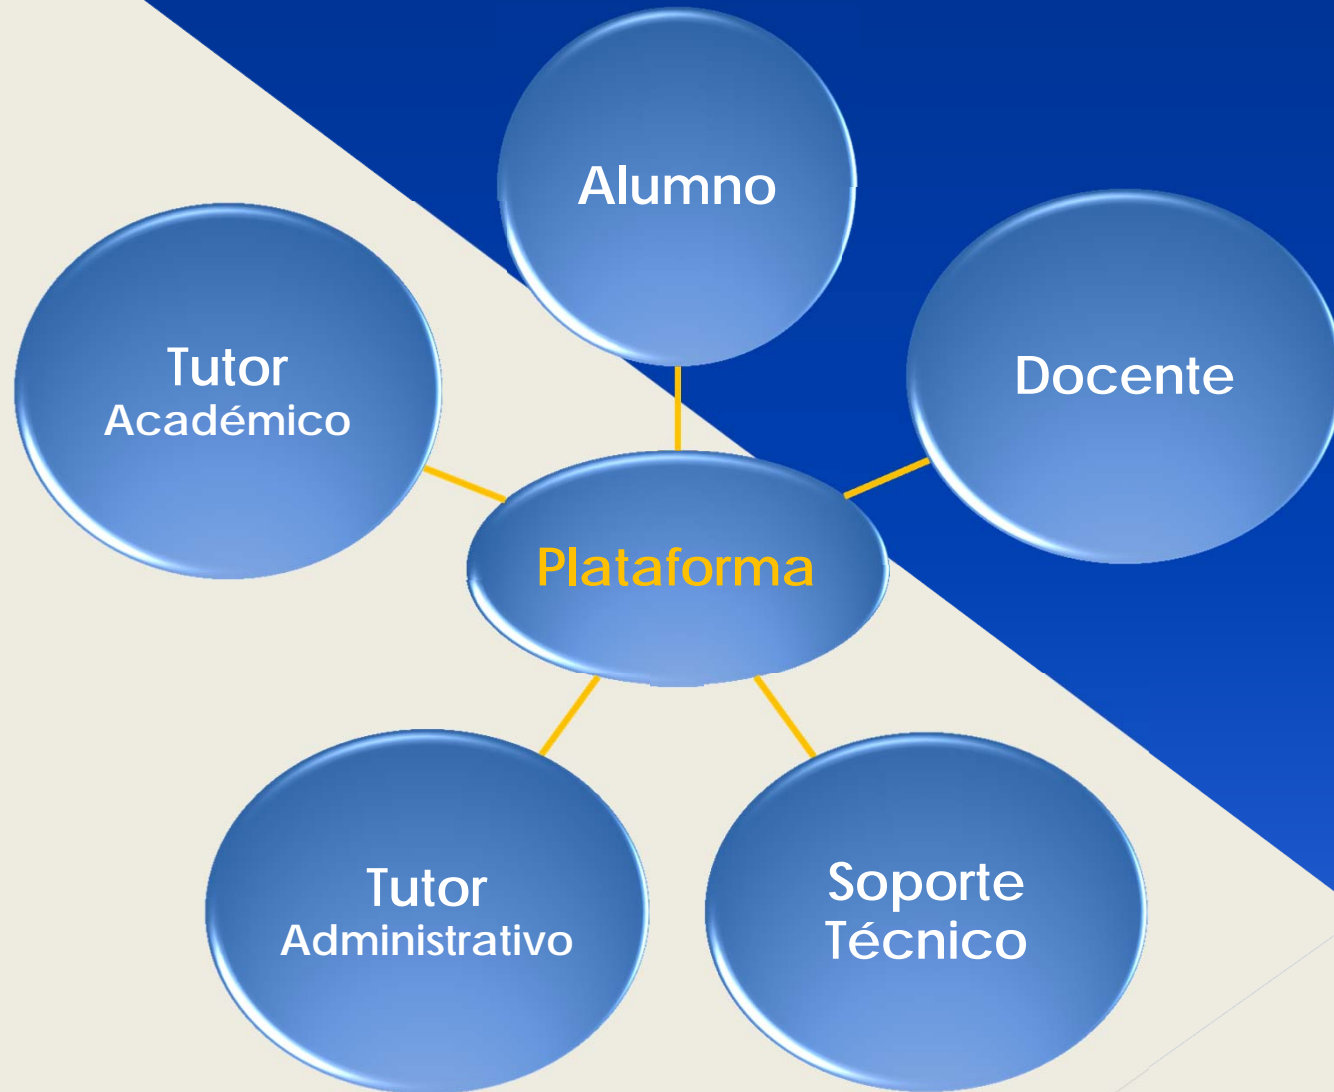 Alumno
Docente
Tutor
Académico
Plataforma
Tutor
Administrativo
Soporte
Técnico